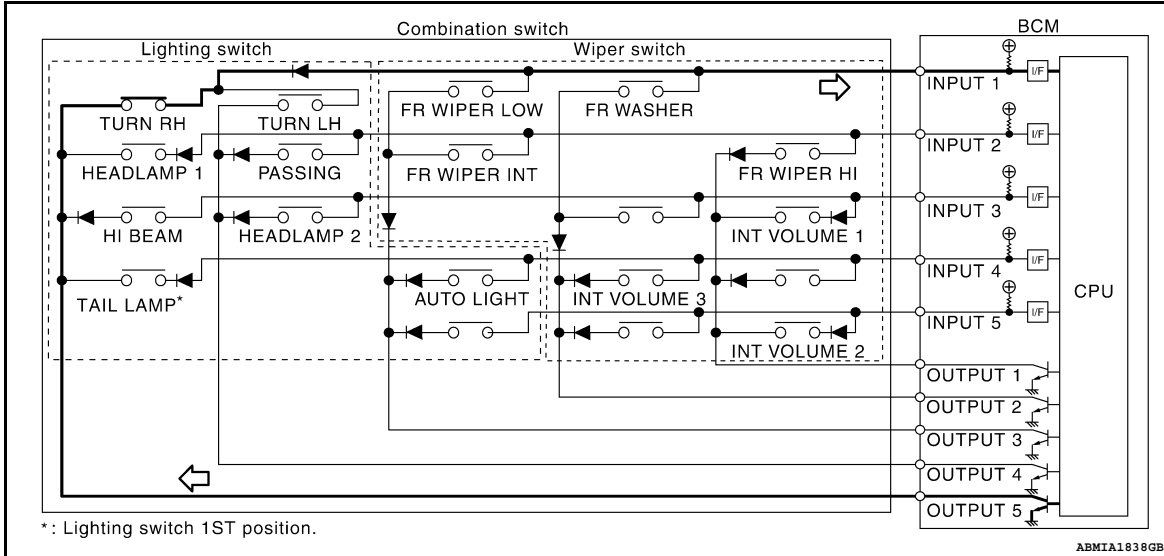 Combination switch
BCM
Lighting switch
Wiper switch
INPUT 1
I/F
TURN RH
TURN LH
FR WIPER LOW
FR WASHER
INPUT 2
I/F
HEADLAMP 1
PASSING
FR WIPER INT
FR WIPER HI
INPUT 3
I/F
HI BEAM
HEADLAMP 2
INT VOLUME 1
INPUT 4
I/F
CPU
TAIL LAMP*
AUTO LIGHT
INT VOLUME 3
INPUT 5
I/F
INT VOLUME 2
OUTPUT 1
OUTPUT 2
OUTPUT 3
OUTPUT 4
OUTPUT 5
*: Lighting switch 1ST position.
ABMIA1838GB